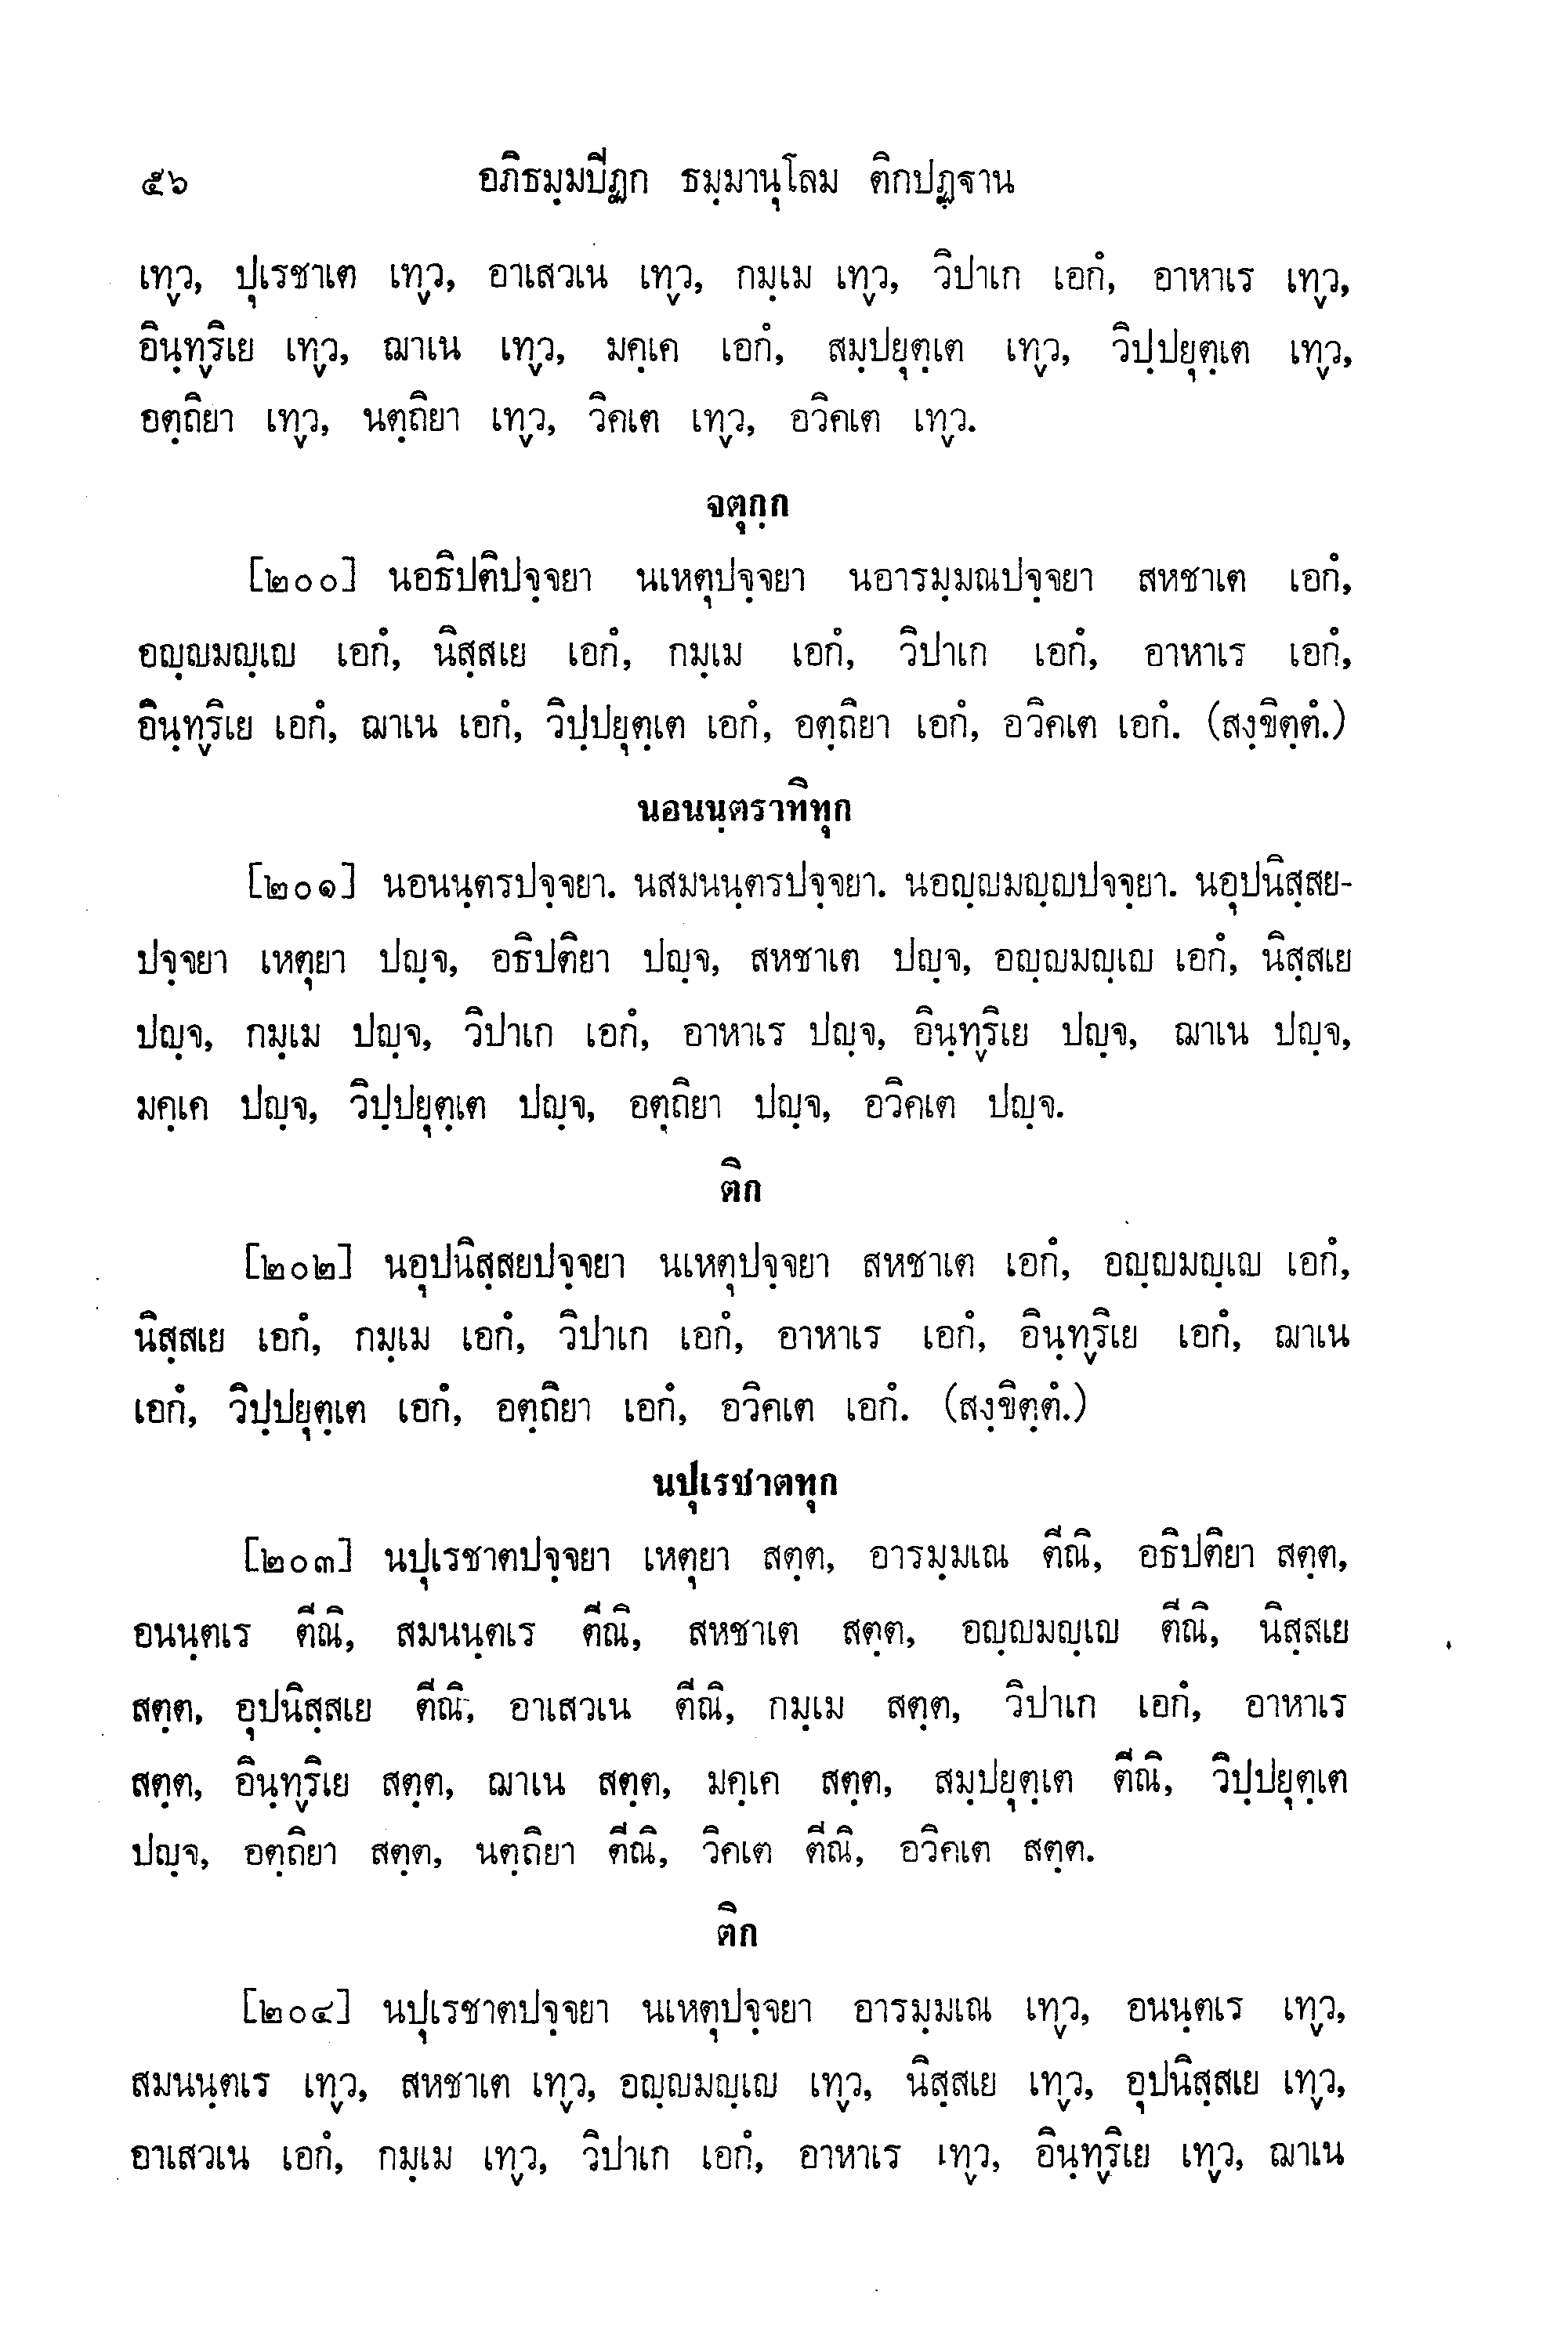 ๕๖ อภิธมฺมปีฏก ธมฺมานุโลม ติกปฏฺฐาน
เทฺว, ปุเรชาเต เทฺว, อาเสวเน เทฺว, กมฺเม เทฺว, วิปาเก เอกํ, อาหาเร เทฺว,
อินฺทฺริเย เทฺว, ฌาเน เทฺว, มคฺเค เอกํ, สมฺปยุตฺเต เทฺว, วิปฺปยุตฺเต เทฺว,
อตฺถิยา เทฺว, นตฺถิยา เทฺว, วิคเต เทฺว, อวิคเต เทฺว.
จตุกฺก
[๒๐๐] นอธิปติปจฺจยา นเหตุปจฺจยา นอารมฺมณปจฺจยา สหชาเต เอกํ,
อญฺญมญฺเญ เอกํ, นิสฺสเย เอกํ, กมฺเม เอกํ, วิปาเก เอกํ, อาหาเร เอกํ,
อินฺทฺริเย เอกํ, ฌาเน เอกํ, วิปฺปยุตฺเต เอกํ, อตฺถิยา เอกํ, อวิคเต เอกํ. (สงฺขิตฺตํ.)
นอนนฺตราทิทุก
[๒๐๑] นอนนฺตรปจฺจยา. นสมนนฺตรปจฺจยา. นอญฺญมญฺญปจฺจยา. นอุปนิสฺสย-
ปจฺจยา เหตุยา ปญฺจ, อธิปติยา ปญฺจ, สหชาเต ปญฺจ, อญฺญมญฺเญ เอกํ, นิสฺสเย
ปญฺจ, กมฺเม ปญฺจ, วิปาเก เอกํ, อาหาเร ปญฺจ, อินฺทฺริเย ปญฺจ, ฌาเน ปญฺจ,
มคฺเค ปญฺจ, วิปฺปยุตฺเต ปญฺจ, อตฺถิยา ปญฺจ, อวิคเต ปญฺจ.
ติก
[๒๐๒] นอุปนิสฺสยปจฺจยา นเหตุปจฺจยา สหชาเต เอกํ, อญฺญมญฺเญ เอกํ,
นิสฺสเย เอกํ, กมฺเม เอกํ, วิปาเก เอกํ, อาหาเร เอกํ, อินฺทฺริเย เอกํ, ฌาเน
เอกํ, วิปฺปยุตฺเต เอกํ, อตฺถิยา เอกํ, อวิคเต เอกํ. (สงฺขิตฺตํ.)
นปุเรชาตทุก
[๒๐๓] นปุเรชาตปจฺจยา เหตุยา สตฺต, อารมฺมเณ ตีณิ, อธิปติยา สตฺต,
อนนฺตเร ตีณิ, สมนนฺตเร ตีณิ, สหชาเต สตฺต, อญฺญมญฺเญ ตีณิ, นิสฺสเย
สตฺต, อุปนิสฺสเย ตีณิ, อาเสวเน ตีณิ, กมฺเม สตฺต, วิปาเก เอกํ, อาหาเร
สตฺต, อินฺทฺริเย สตฺต, ฌาเน สตฺต, มคฺเค สตฺต, สมฺปยุตฺเต ตีณิ, วิปฺปยุตฺเต
ปญฺจ, อตฺถิยา สตฺต, นตฺถิยา ตีณิ, วิคเต ตีณิ, อวิคเต สตฺต.
ติก
[๒๐๔] นปุเรชาตปจฺจยา นเหตุปจฺจยา อารมฺมเณ เทฺว, อนนฺตเร เทฺว,
สมนนฺตเร เทฺว, สหชาเต เทฺว, อญฺญมญฺเญ เทฺว, นิสฺสเย เทฺว, อุปนิสฺสเย เทฺว,
อาเสวเน เอกํ, กมฺเม เทฺว, วิปาเก เอกํ, อาหาเร เทฺว, อินฺทฺริเย เทฺว, ฌาเน